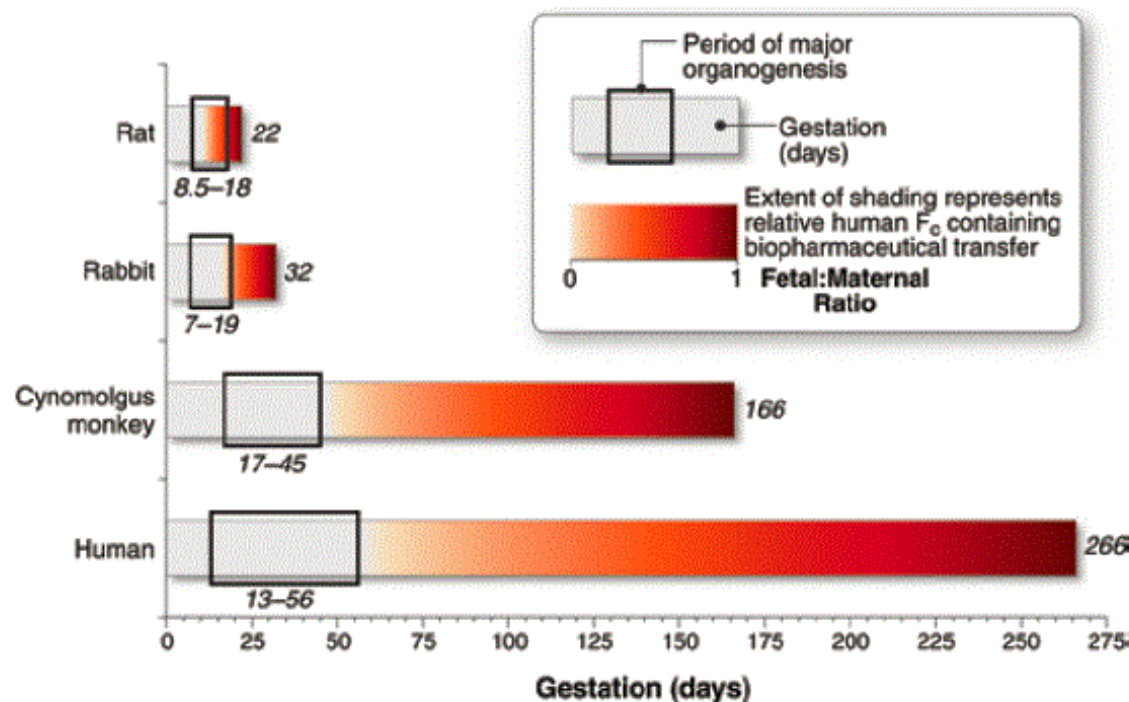 Period of major
organogenesis
Gestation
(days)
Extent of shading represents
relative human Fc containing
biopharmaceutical transfer
0 1
Fetal:Maternal
Ratio
Rat
22
8.5–18
Rabbit
32
7–19
Cynomolgus
monkey
166
17–45
Human
266
13–56
0 25 50 75 100 125 150 175 200 225 250 275
Gestation (days)